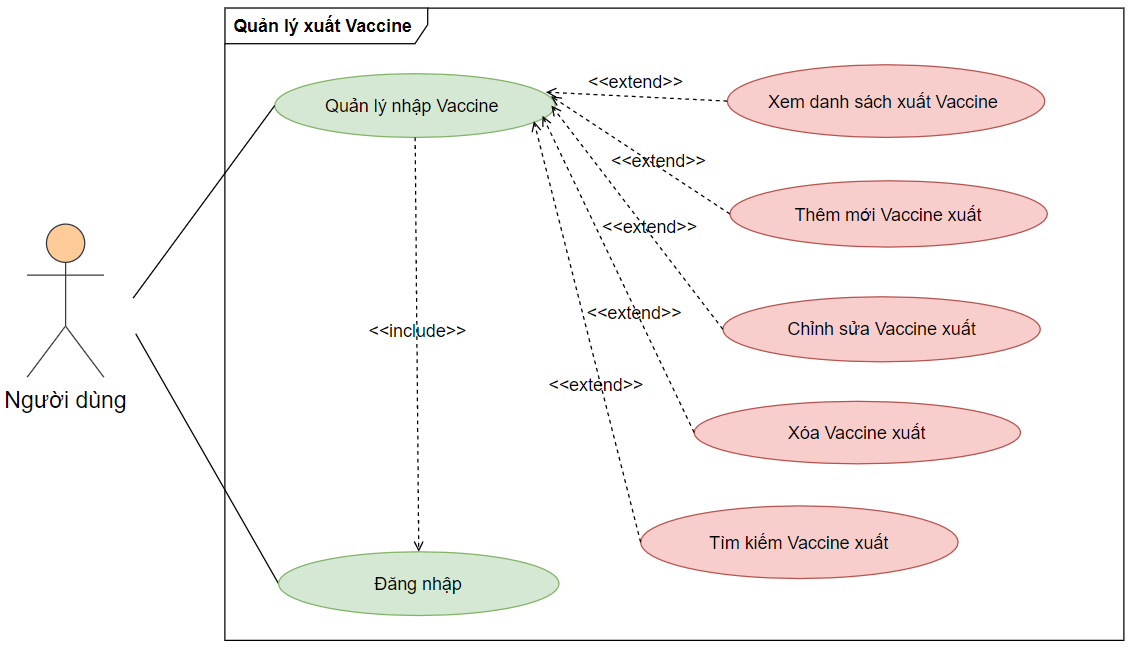 Quản lý xuất Vaccine
<<extend>>
Quản lý nhập Vaccine
Xem danh sách xuất Vaccine
<<extend>>
Thêm mới Vaccine xuất
<<extend>>
<<extend>>
Chỉnh sửa Vaccine xuất
<<include>>
<<extend>>
Người dùng
Xóa Vaccine xuất
Tìm kiếm Vaccine xuất
Đăng nhập